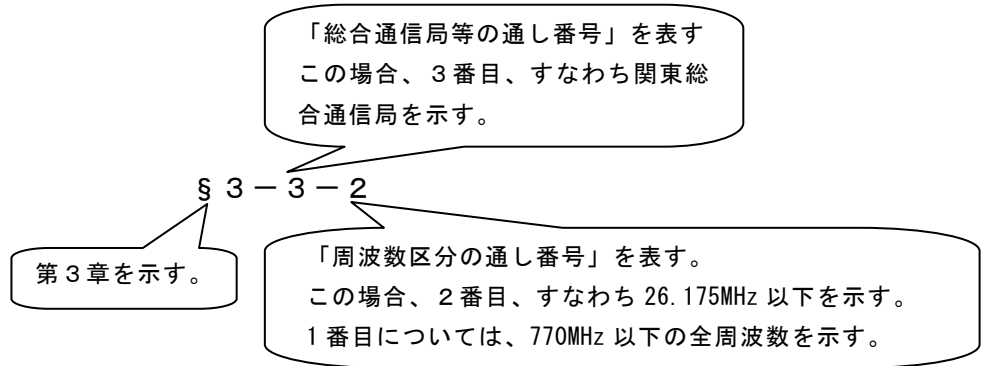 「総合通信局等の通し番号」を表す
この場合、３番目、すなわち関東総
合通信局を示す。
§３－３－２
第３章を示す。
「周波数区分の通し番号」を表す。
この場合、２番目、すなわち 26.175MHz 以下を示す。
1 番目については、770MHz 以下の全周波数を示す。